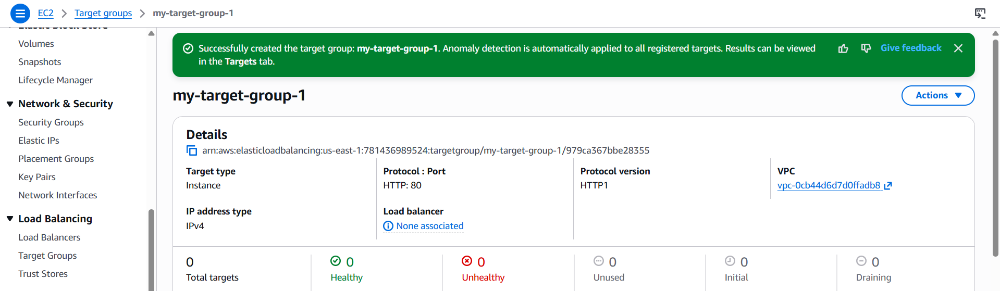 EC2 > Target groups > my-target-group-1
Elastic Block Store
Volumes
Snapshots
Lifecycle Manager
Network & Security
Security Groups
Elastic IPs
Placement Groups
Key Pairs
Network Interfaces
Load Balancing
Load Balancers
Target Groups
Trust Stores
Successfully created the target group: my-target-group-1. Anomaly detection is automatically applied to all registered targets. Results can be viewed
in the Targets tab.
Give feedback
my-target-group-1
Actions
Details
arn:aws:elasticloadbalancing:us-east-1:781436989524:targetgroup/my-target-group-1/979ca367bbe28355
Target type
Instance
Protocol : Port
HTTP: 80
Protocol version
HTTP1
VPC
vpc-0cb44d6d7d0ffadb8
IP address type
IPv4
Load balancer
None associated
0
Total targets
0
Healthy
0
Unhealthy
0
Unused
0
Initial
0
Draining